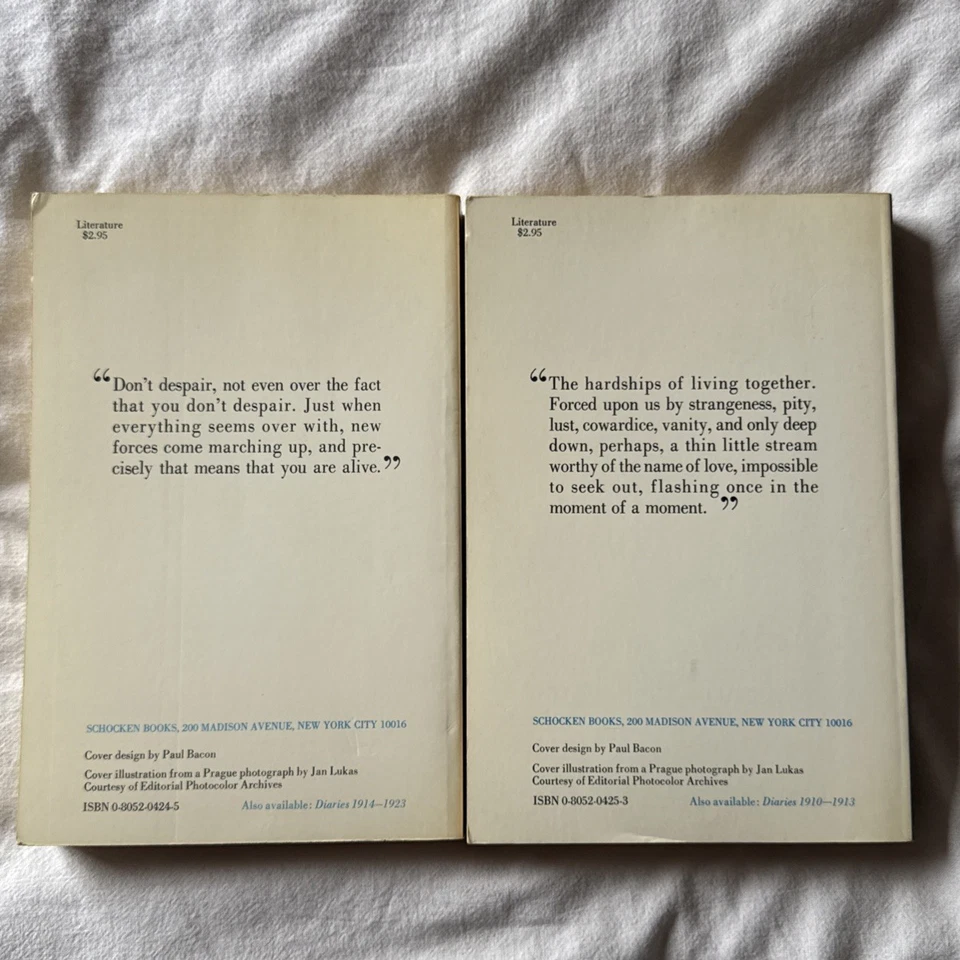 Literature
$2.95
“Don’t despair, not even over the fact
that you don’t despair. Just when
everything seems over with, new
forces come marching up, and pre-
cisely that means that you are alive.”
SCHOCKEN BOOKS, 200 MADISON AVENUE, NEW YORK CITY 10016
Cover design by Paul Bacon
Cover illustration from a Prague photograph by Jan Lukas
Courtesy of Editorial Photocolor Archives
ISBN 0-8052-0424-5
Also available: Diaries 1914—1923
Literature
$2.95
“The hardships of living together.
Forced upon us by strangeness, pity,
lust, cowardice, vanity, and only deep
down, perhaps, a thin little stream
worthy of the name of love, impossible
to seek out, flashing once in the
moment of a moment. ”
SCHOCKEN BOOKS, 200 MADISON AVENUE, NEW YORK CITY 10016
Cover design by Paul Bacon
Cover illustration from a Prague photograph by Jan Lukas
Courtesy of Editorial Photocolor Archives
ISBN 0-8052-0425-3
Also available: Diaries 1910—1913